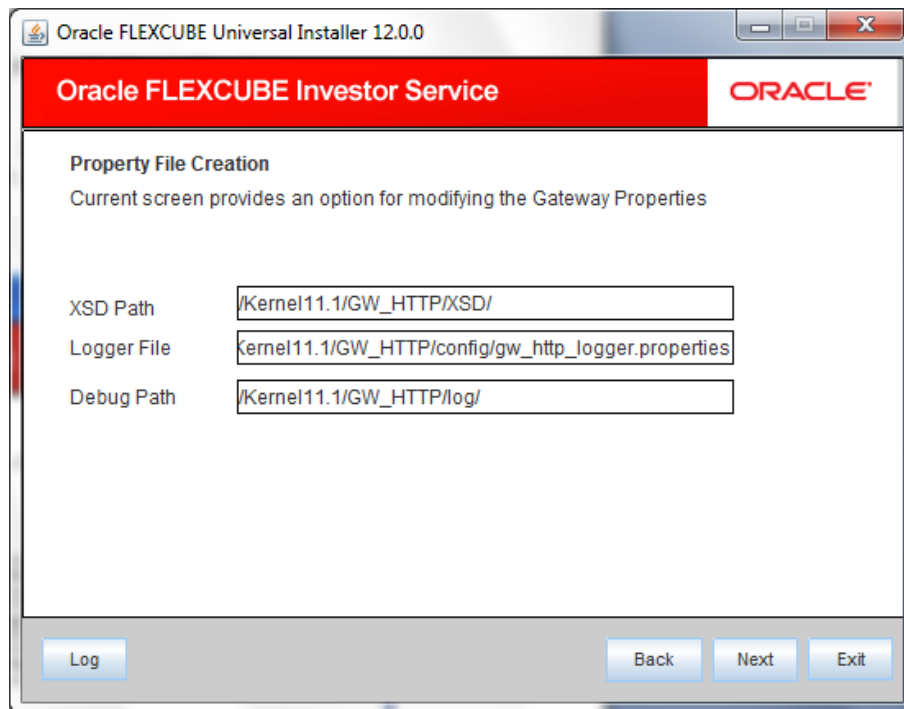 Oracle FLEXCUBE Universal Installer 12.0.0
Oracle FLEXCUBE Investor Service
ORACLE
Property File Creation
Current screen provides an option for modifying the Gateway Properties
XSD Path /Kernel11.1/GW_HTTP/XSD/
Logger File Kernel11.1/GW_HTTP/config/gw_http_logger.properties
Debug Path /Kernel11.1/GW_HTTP/log/
Log Back Next Exit